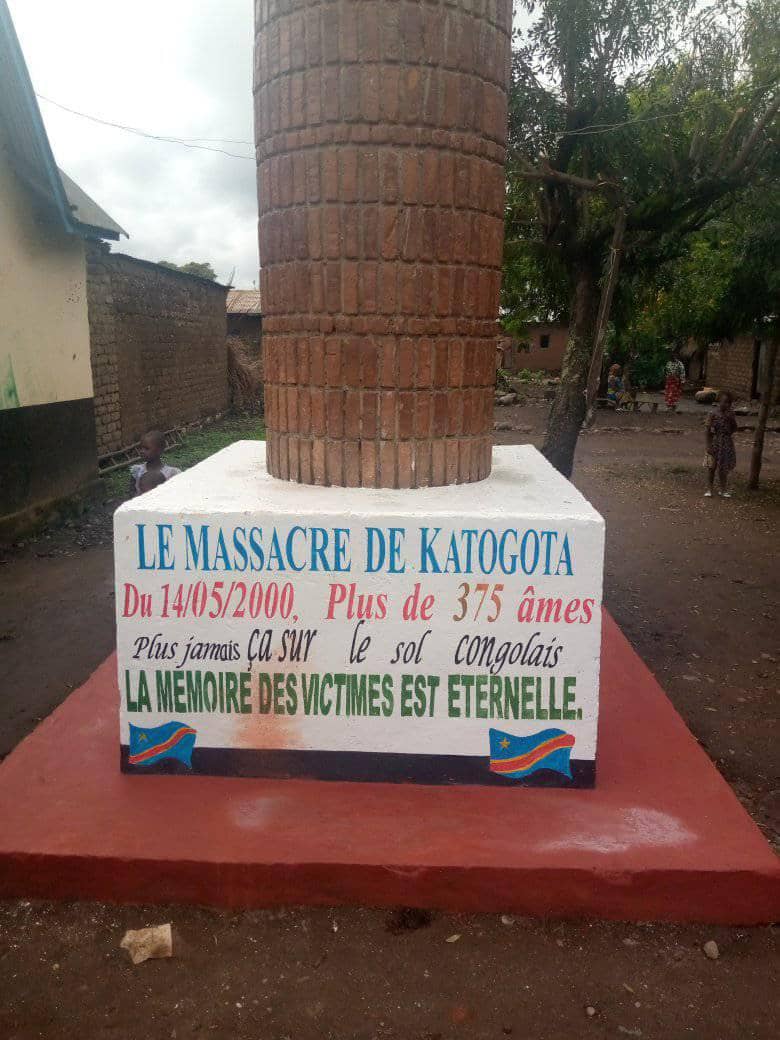 LE MASSACRE DE KATOGOTA
Du 14/05/2000, Plus de 375 âmes
Plus jamais ça sur le sol congolais
LA MEMOIRE DES VICTIMES EST ETERNELLE.